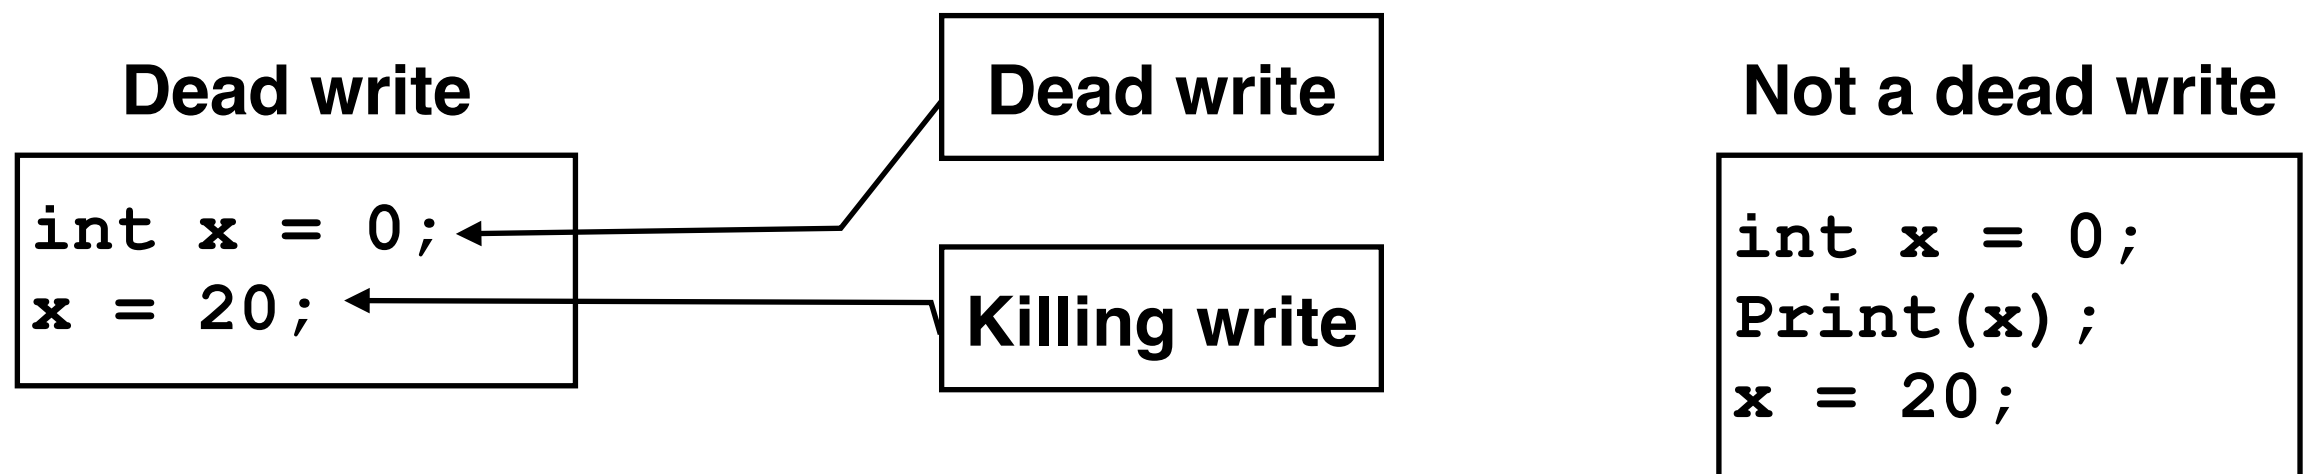 Dead write
int x = 0;
x = 20;
Dead write
Killing write
Not a dead write
int x = 0;
Print(x);
x = 20;